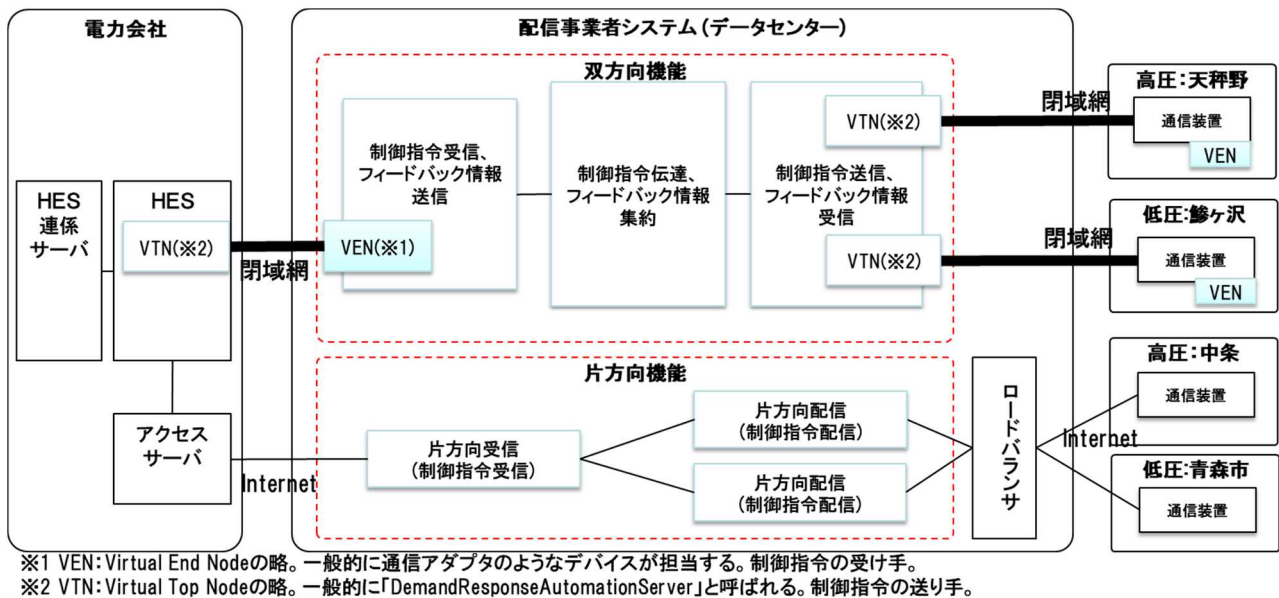 電力会社
配信事業者システム(データセンター)
双方向機能
HES
連係
サーバ
HES
VTN(※2)
閉域網
制御指令受信、
フィードバック情報
送信
VEN(※1)
制御指令伝達、
フィードバック情報
集約
制御指令送信、
フィードバック情報
受信
VTN(※2)
VTN(※2)
閉域網
高圧:天秤野
通信装置
VEN
閉域網
低圧:鰺ヶ沢
通信装置
VEN
アクセス
サーバ
Internet
片方向機能
片方向受信
(制御指令受信)
片方向配信
(制御指令配信)
片方向配信
(制御指令配信)
ロードバランサ
Internet
高圧:中条
通信装置
低圧:青森市
通信装置
※1 VEN:Virtual End Nodeの略。一般的に通信アダプタのようなデバイスが担当する。制御指令の受け手。
※2 VTN:Virtual Top Nodeの略。一般的に「DemandResponseAutomationServer」と呼ばれる。制御指令の送り手。